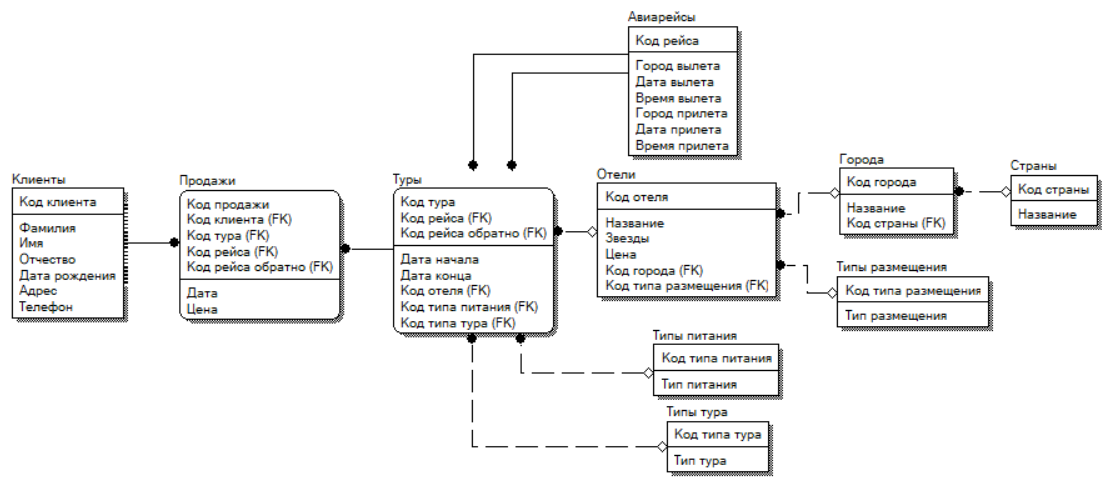 Авиарейсы
Код рейса
Город вылета
Дата вылета
Время вылета
Город прилета
Дата прилета
Время прилета
Клиенты
Код клиента
Фамилия
Имя
Отчество
Дата рождения
Адрес
Телефон
Продажи
Код продажи
Код клиента (FK)
Код тура (FK)
Код рейса (FK)
Код рейса обратно (FK)
Дата
Цена
Туры
Код тура
Код рейса (FK)
Код рейса обратно (FK)
Дата начала
Дата конца
Код отеля (FK)
Код типа питания (FK)
Код типа тура (FK)
Отели
Код отеля
Название
Звезды
Цена
Код города (FK)
Код типа размещения (FK)
Города
Код города
Название
Код страны (FK)
Страны
Код страны
Название
Типы размещения
Код типа размещения
Тип размещения
Типы питания
Код типа питания
Тип питания
Типы тура
Код типа тура
Тип тура